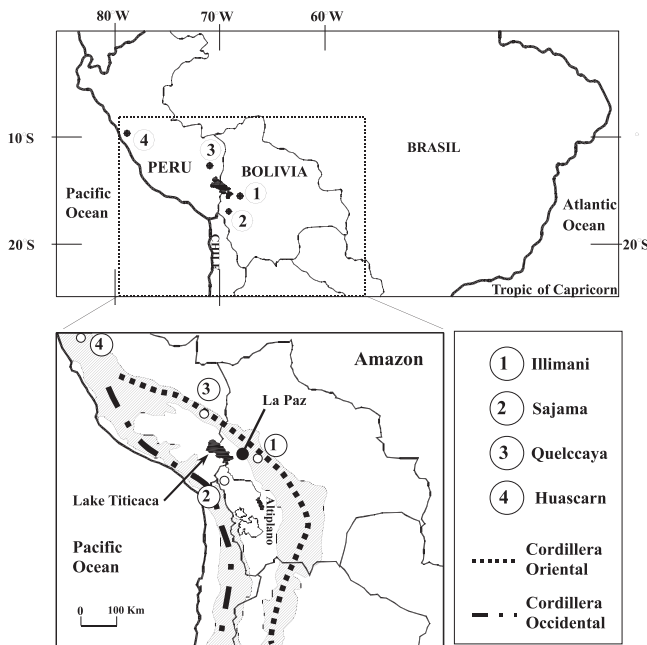 80 W
70 W
60 W
10 S
4
3
PERU
BOLIVIA
BRASIL
1
2
Pacific
Ocean
Atlantic
Ocean
CHILE
20 S
20 S
Tropic of Capricorn
4
Amazon
3
La Paz
1
Lake Titicaca
2
Altiplano
Pacific
Ocean
0 100 Km
1 Illimani
2 Sajama
3 Quelccaya
4 Huascarn
Cordillera
Oriental
Cordillera
Occidental